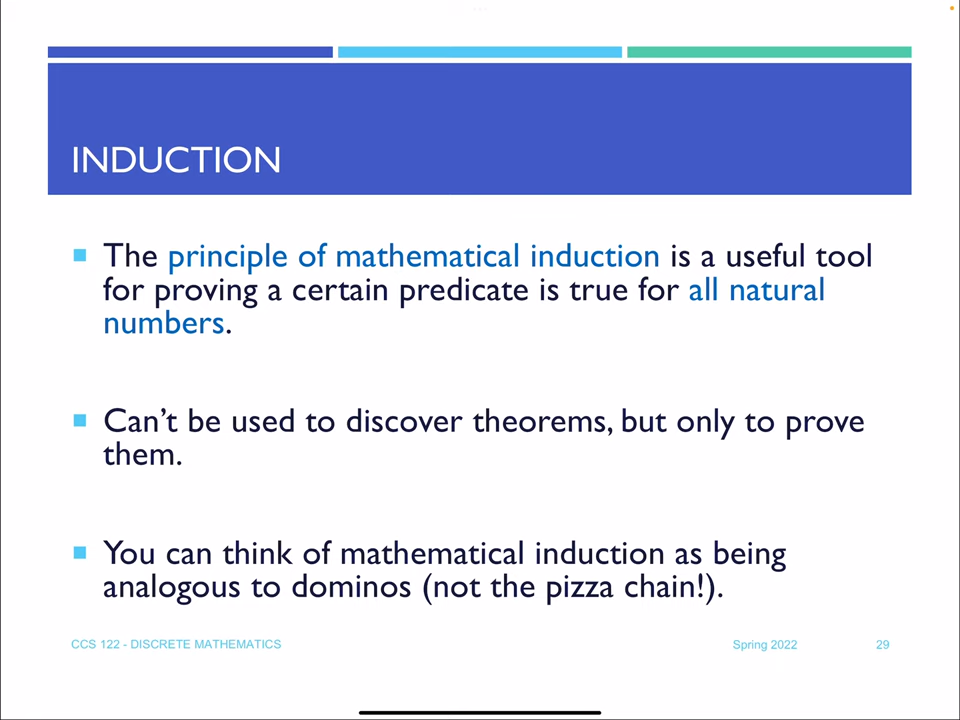 INDUCTION
The principle of mathematical induction is a useful tool
for proving a certain predicate is true for all natural
numbers.
Can’t be used to discover theorems, but only to prove
them.
You can think of mathematical induction as being
analogous to dominos (not the pizza chain!).
CCS 122 - DISCRETE MATHEMATICS Spring 2022 29